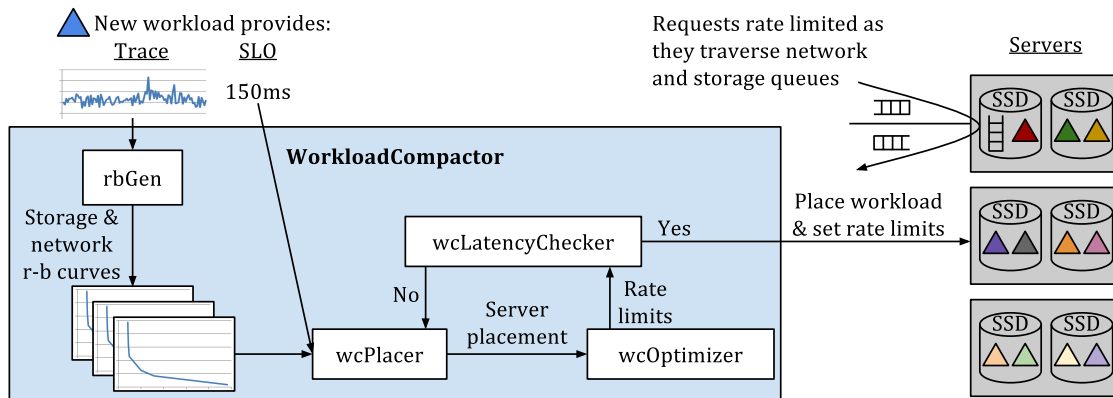 New workload provides:
Trace
SLO
150ms
Requests rate limited as
they traverse network
and storage queues
Servers
SSD
SSD
WorkloadCompactor
rbGen
Storage &
network
r-b curves
wcLatencyChecker
Yes
Place workload
& set rate limits
SSD
SSD
No
Server
placement
Rate
limits
wcPlacer
wcOptimizer
SSD
SSD